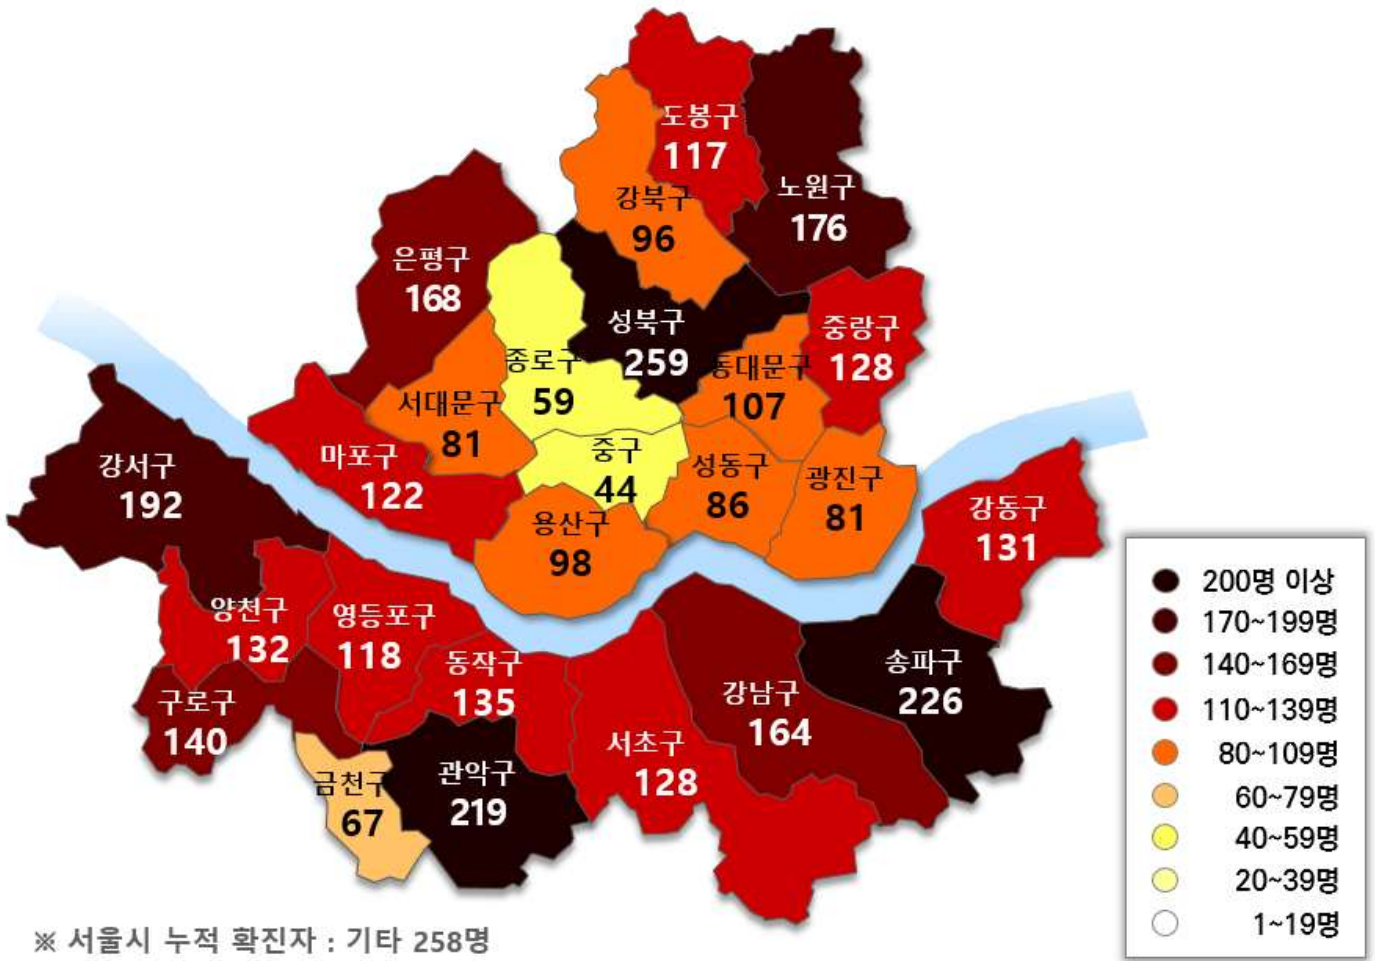 도봉구
117
노원구
176
강북구
96
은평구
168
성북구
259
중랑구
128
종로구
59
동대문구
107
서대문구
81
중구
44
성동구
86
광진구
81
마포구
122
강서구
192
용산구
98
강동구
131
양천구
132
영등포구
118
동작구
135
구로구
140
금천구
67
관악구
219
서초구
128
강남구
164
송파구
226
200명 이상
170~199명
140~169명
110~139명
80~109명
60~79명
40~59명
20~39명
1~19명
※ 서울시 누적 확진자 : 기타 258명